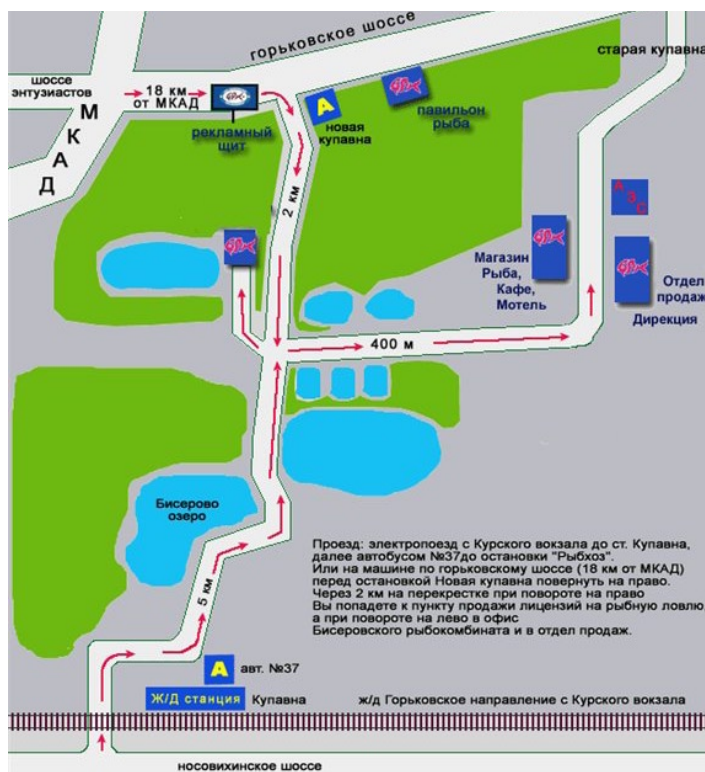 горьковское шоссе
старая купавна
шоссе
энтузиастов
18 км
от МКАД
МКАД
рекламный
щит
А
новая
купавна
павильон
рыба
2 км
АЗС
Магазин
Рыба,
Кафе,
Мотель
Отдел
продаж
Дирекция
400 м
Бисерово
озеро
5 км
Проезд: электропоезд с Курского вокзала до ст. Купавна,
далее автобусом №37до остановки "Рыбхоз".
Или на машине по горьковскому шоссе (18 км от МКАД)
перед остановкой Новая купавна повернуть на право.
Через 2 км на перекрестке при повороте на право
Вы попадете к пункту продажи лицензий на рыбную ловлю,
а при повороте на лево в офис
Бисеровского рыбокомбината и в отдел продаж.
А авт. №37
Ж/Д станция Купавна
ж/д Горьковское направление с Курского вокзала
носовихинское шоссе